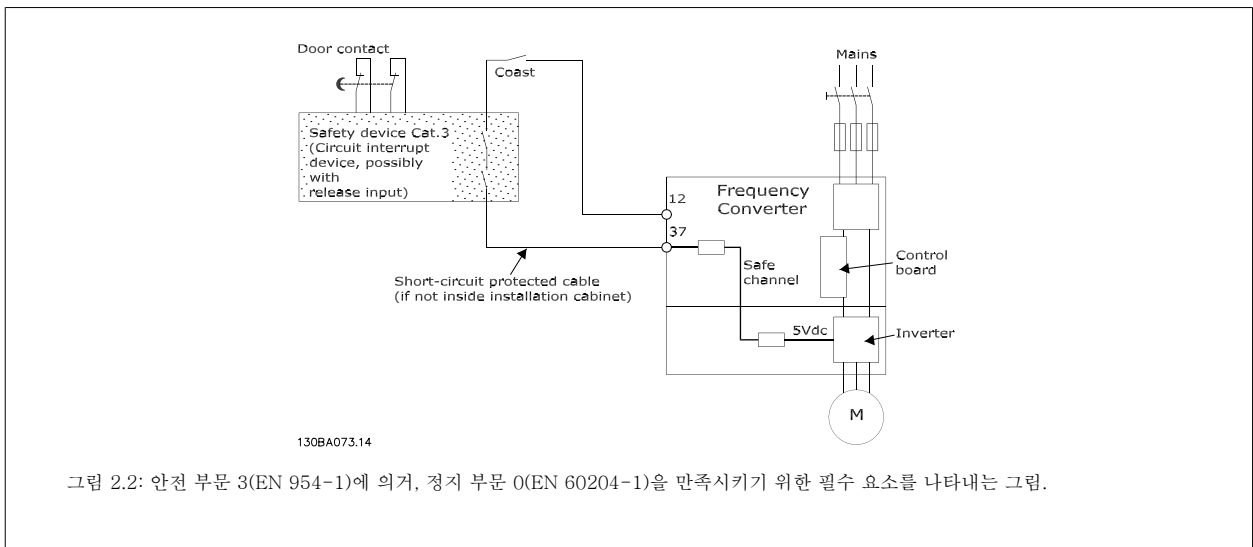 Door contact
Coast
Mains
Safety device Cat.3
(Circuit interrupt
device, possibly
with
release input)
12
Frequency
Converter
37
Safe
channel
Control
board
Short-circuit protected cable
(if not inside installation cabinet)
5Vdc
Inverter
M
130BA073.14
그림 2.2: 안전 부문 3(EN 954-1)에 의거, 정지 부문 0(EN 60204-1)을 만족시키기 위한 필수 요소를 나타내는 그림.